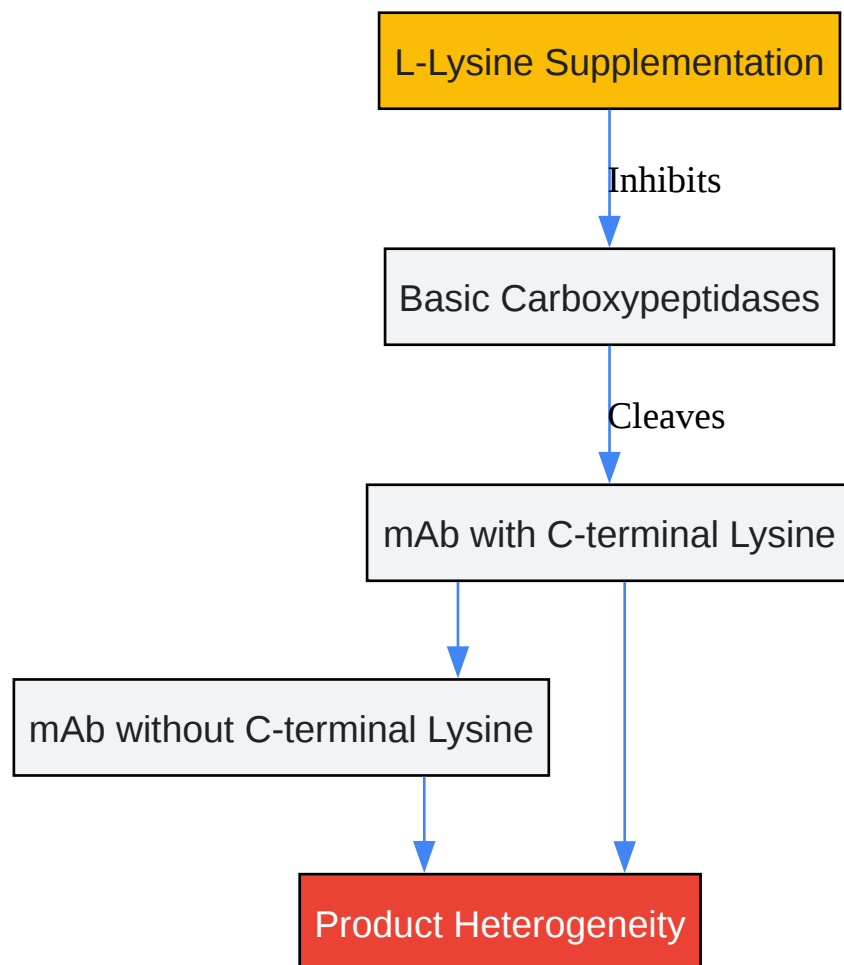 L-Lysine Supplementation
Inhibits
Basic Carboxypeptidases
Cleaves
mAb with C-terminal Lysine
mAb without C-terminal Lysine
Product Heterogeneity